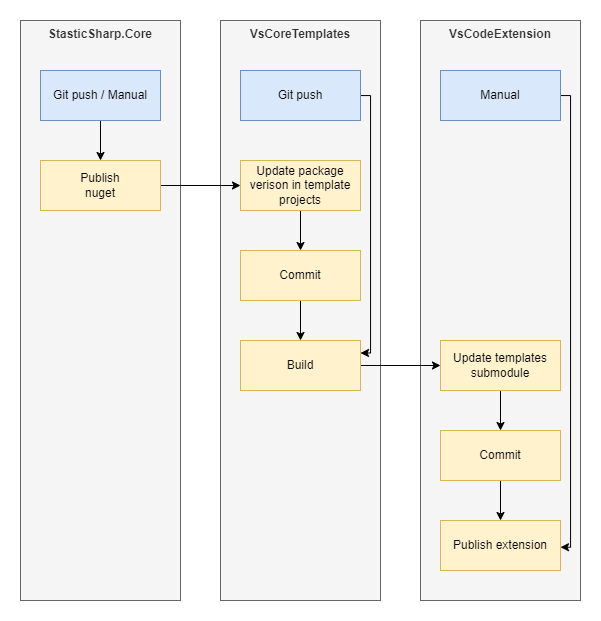 StasticSharp.Core
VsCoreTemplates
VsCodeExtension
Git push / Manual
Git push
Manual
Publish
nuget
Update package
verison in template
projects
Commit
Build
Update templates
submodule
Commit
Publish extension